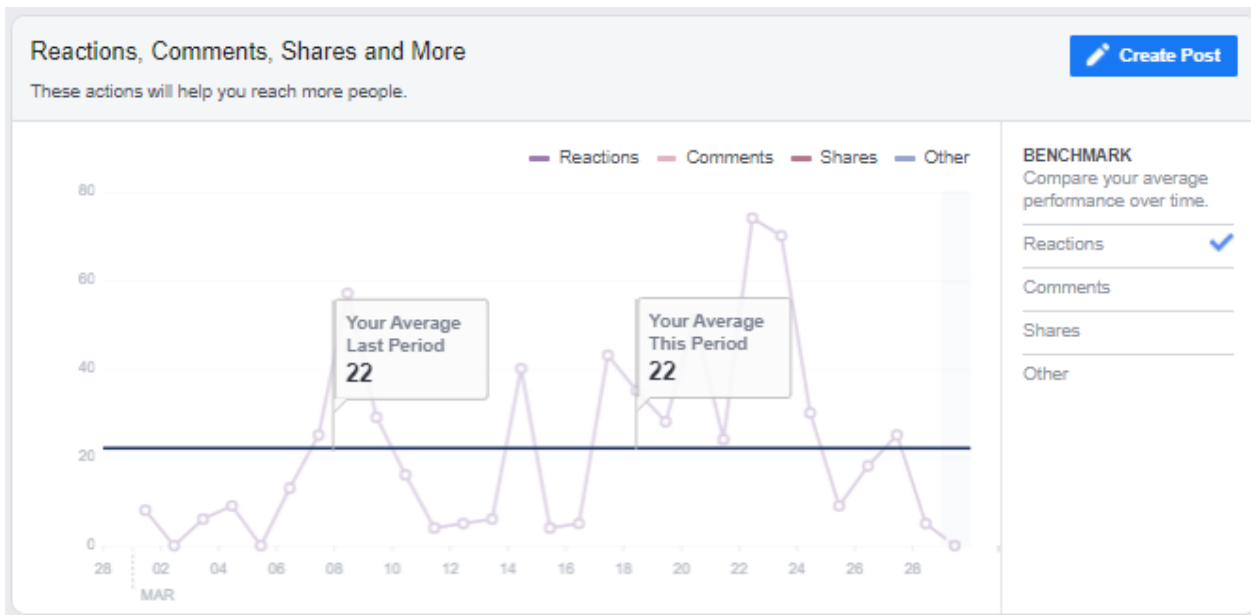 Reactions, Comments, Shares and More
These actions will help you reach more people.
Create Post
Reactions Comments Shares Other
80
60
40
20
0
Your Average
Last Period
22
Your Average
This Period
22
28 02 04 06 08 10 12 14 16 18 20 22 24 26 28
MAR
BENCHMARK
Compare your average
performance over time.
Reactions
Comments
Shares
Other